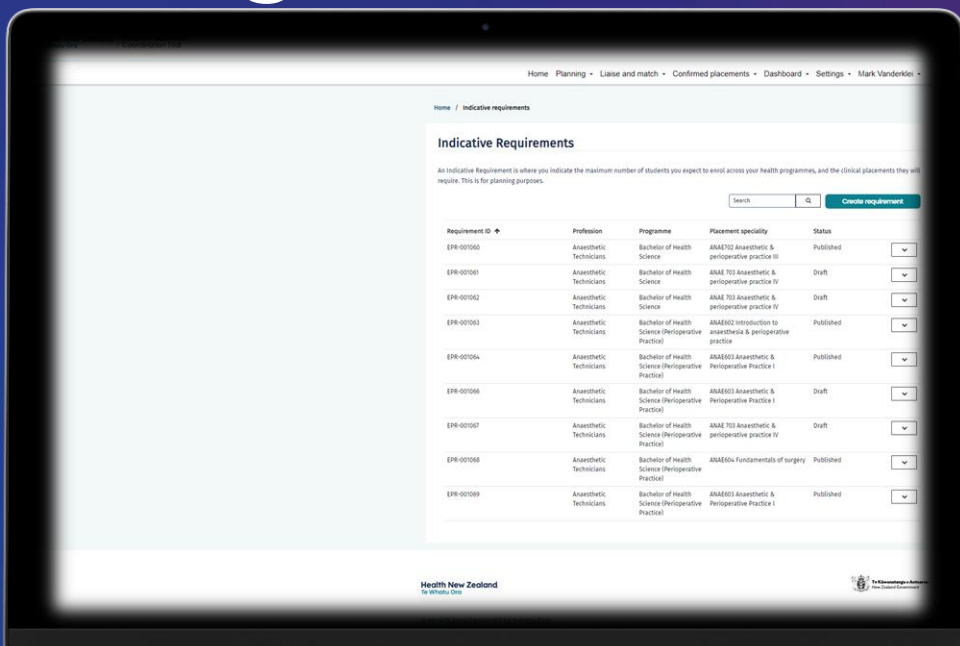 Coordination Tool
Home Planning Liaise and match Confirmed placements Dashboard Settings Mark Vanderklei
Home / Indicative requirements
Indicative Requirements
An Indicative Requirement is where you indicate the maximum number of students you expect to enrol across your health programmes, and the clinical placements they will
require. This is for planning purposes.
Search Create requirement
Requirement ID Profession Programme Placement speciality Status
EPR-001060 Anaesthetic Bachelor of Health ANAE702 Anaesthetic & Published
Technicians Science perioperative practice III
EPR-001061 Anaesthetic Bachelor of Health ANAE 703 Anaesthetic & Draft
Technicians Science perioperative practice IV
EPR-001062 Anaesthetic Bachelor of Health ANAE 703 Anaesthetic & Draft
Technicians Science perioperative practice IV
EPR-001063 Anaesthetic Bachelor of Health ANAE602 Introduction to Published
Technicians Science (Perioperative anaesthesia & perioperative
Practice) practice
EPR-001064 Anaesthetic Bachelor of Health ANAE603 Anaesthetic & Published
Technicians Science (Perioperative Perioperative Practice I
Practice)
EPR-001066 Anaesthetic Bachelor of Health ANAE603 Anaesthetic & Draft
Technicians Science (Perioperative Perioperative Practice I
Practice)
EPR-001067 Anaesthetic Bachelor of Health ANAE 703 Anaesthetic & Draft
Technicians Science (Perioperative perioperative practice IV
Practice)
EPR-001068 Anaesthetic Bachelor of Health ANAE604 Fundamentals of surgery Published
Technicians Science (Perioperative
Practice)
EPR-001069 Anaesthetic Bachelor of Health ANAE603 Anaesthetic & Published
Technicians Science (Perioperative Perioperative Practice I
Practice)
Health New Zealand
Te Whatu Ora
Te Kāwanatanga o Aotearoa
New Zealand Government